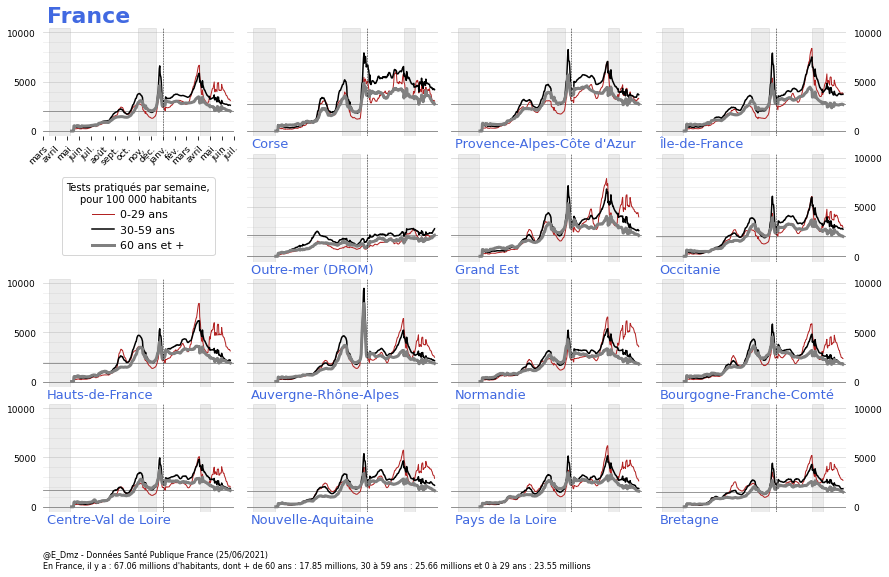 France
10000
5000
0
10000
5000
0
mars
avril
mai
juin
juil.
août
sept.
oct.
nov.
déc.
janv.
fév.
mars
avril
mai
juin
juil.
Corse
Provence-Alpes-Côte d'Azur
Île-de-France
Tests pratiqués par semaine,
pour 100 000 habitants
0-29 ans
30-59 ans
60 ans et +
10000
5000
0
Outre-mer (DROM)
Grand Est
Occitanie
10000
5000
0
10000
5000
0
Hauts-de-France
Auvergne-Rhône-Alpes
Normandie
Bourgogne-Franche-Comté
10000
5000
0
10000
5000
0
Centre-Val de Loire
Nouvelle-Aquitaine
Pays de la Loire
Bretagne
@E_Dmz - Données Santé Publique France (25/06/2021)
En France, il y a : 67.06 millions d'habitants, dont + de 60 ans : 17.85 millions, 30 à 59 ans : 25.66 millions et 0 à 29 ans : 23.55 millions